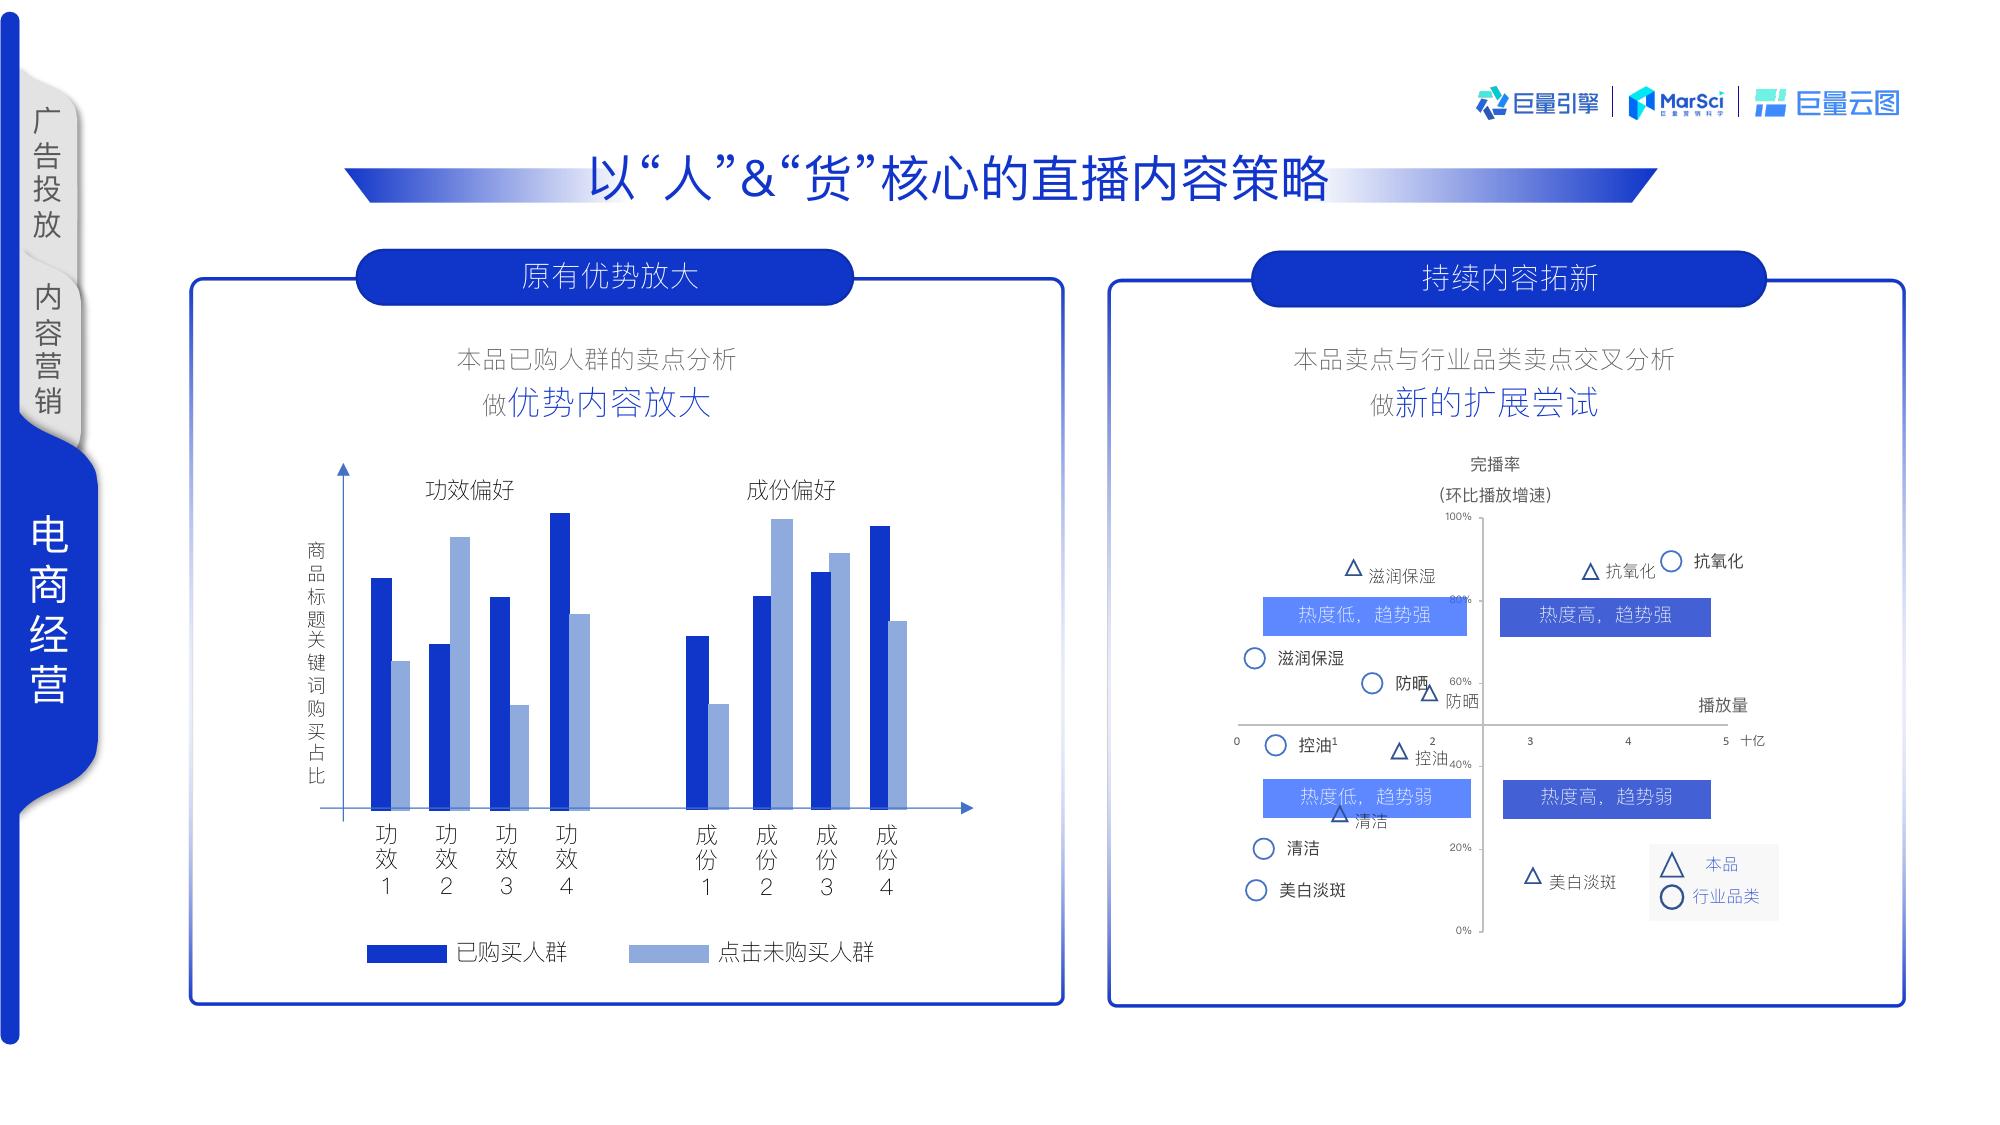 广告投放
内容营销
电商经营
巨量引擎
MarSci
巨量营销科学
巨量云图
以“人”&“货”核心的直播内容策略
原有优势放大
本品已购人群的卖点分析
做优势内容放大
功效偏好
成份偏好
商品标题关键词购买占比
功效1
功效2
功效3
功效4
成份1
成份2
成份3
成份4
已购买人群
点击未购买人群
持续内容拓新
本品卖点与行业品类卖点交叉分析
做新的扩展尝试
完播率
(环比播放增速)
100%
滋润保湿
抗氧化
抗氧化
80%
热度低，趋势强
热度高，趋势强
滋润保湿
防晒
60%
防晒
播放量
0
控油
1
2
3
4
5
十亿
控油
40%
热度低，趋势弱
热度高，趋势弱
清洁
清洁
20%
美白淡斑
美白淡斑
0%
本品
行业品类